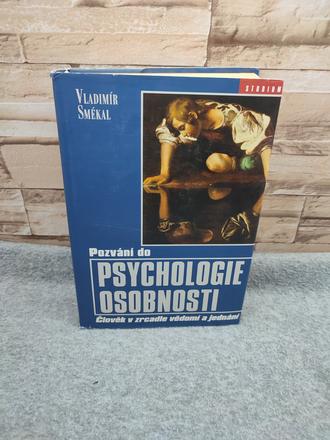 STUDIUM
VLADIMÍR
SMÉKAL
Pozvání do
PSYCHOLOGIE
OSOBNOSTI
Člověk v zrcadle vědomí a jednání